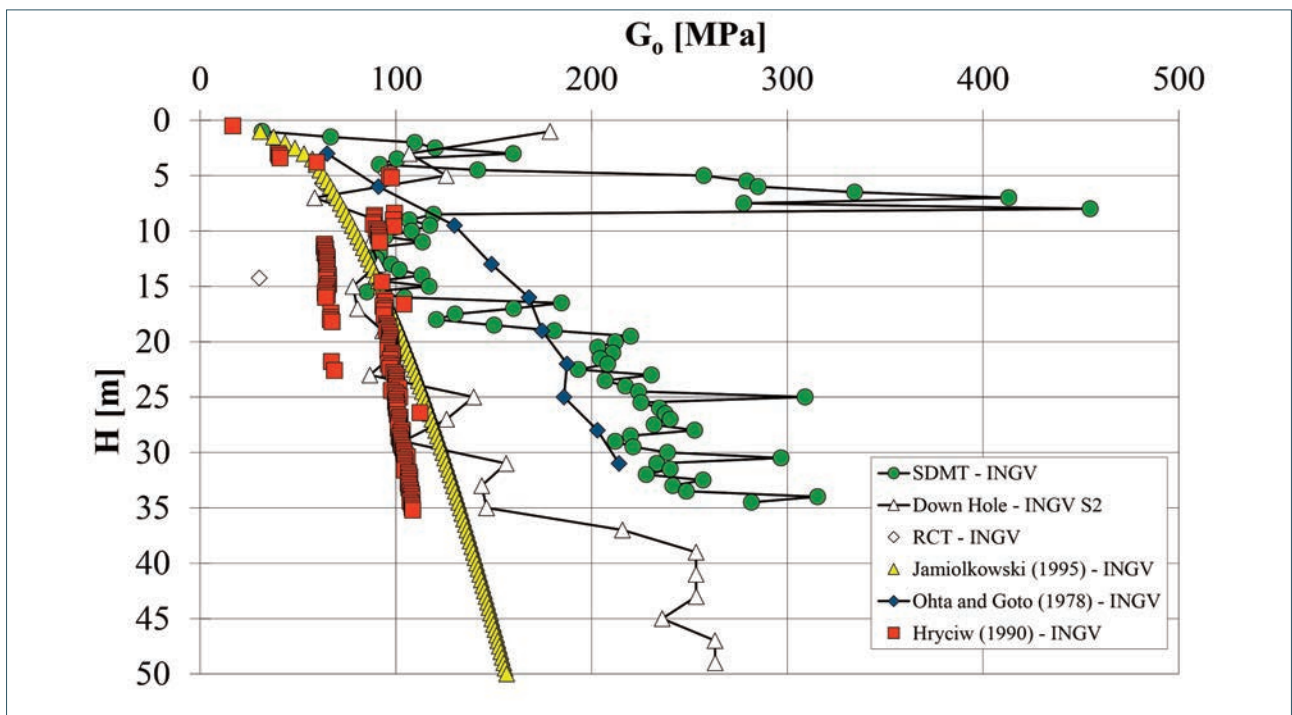 G₀ [MPa]
0 100 200 300 400 500
H [m]
0
5
10
15
20
25
30
35
40
45
50
SDMT - INGV
Down Hole - INGV S2
RCT - INGV
Jamiolkowski (1995) - INGV
Ohta and Goto (1978) - INGV
Hryciw (1990) - INGV